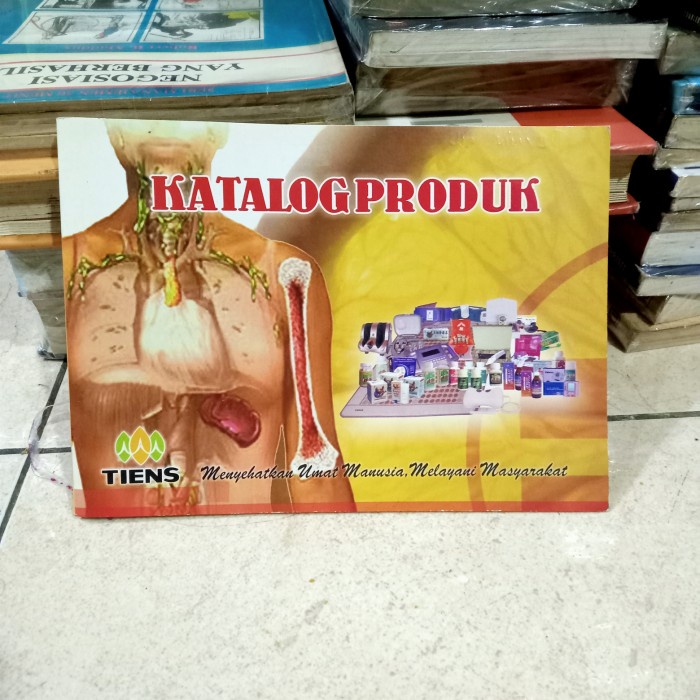 NEGOSIASI
YANG BERHASIL
KATALOG PRODUK
TIENS
Menyehatkan Umat Manusia, Melayani Masyarakat